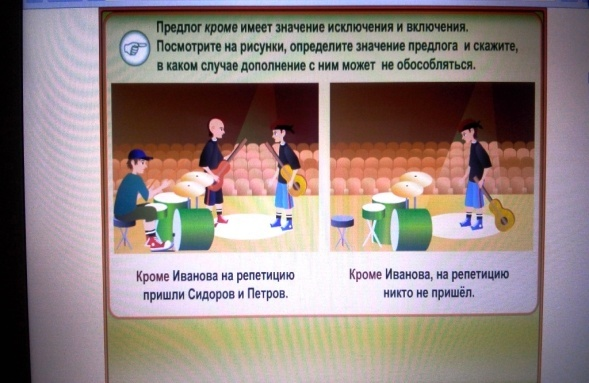 Предлог кроме имеет значение исключения и включения.
Посмотрите на рисунки, определите значение предлога и скажите,
в каком случае дополнение с ним может не обособляться.
Кроме Иванова на репетицию
пришли Сидоров и Петров.
Кроме Иванова, на репетицию
никто не пришёл.